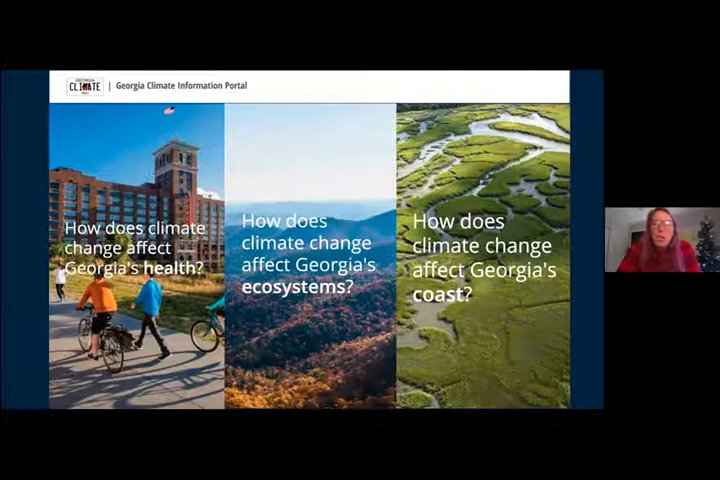 GEORGIA
CLIMATE
| Georgia Climate Information Portal
How does climate
change affect
Georgia's health?
How does
climate change
affect Georgia's
ecosystems?
How does
climate change
affect Georgia's
coast?